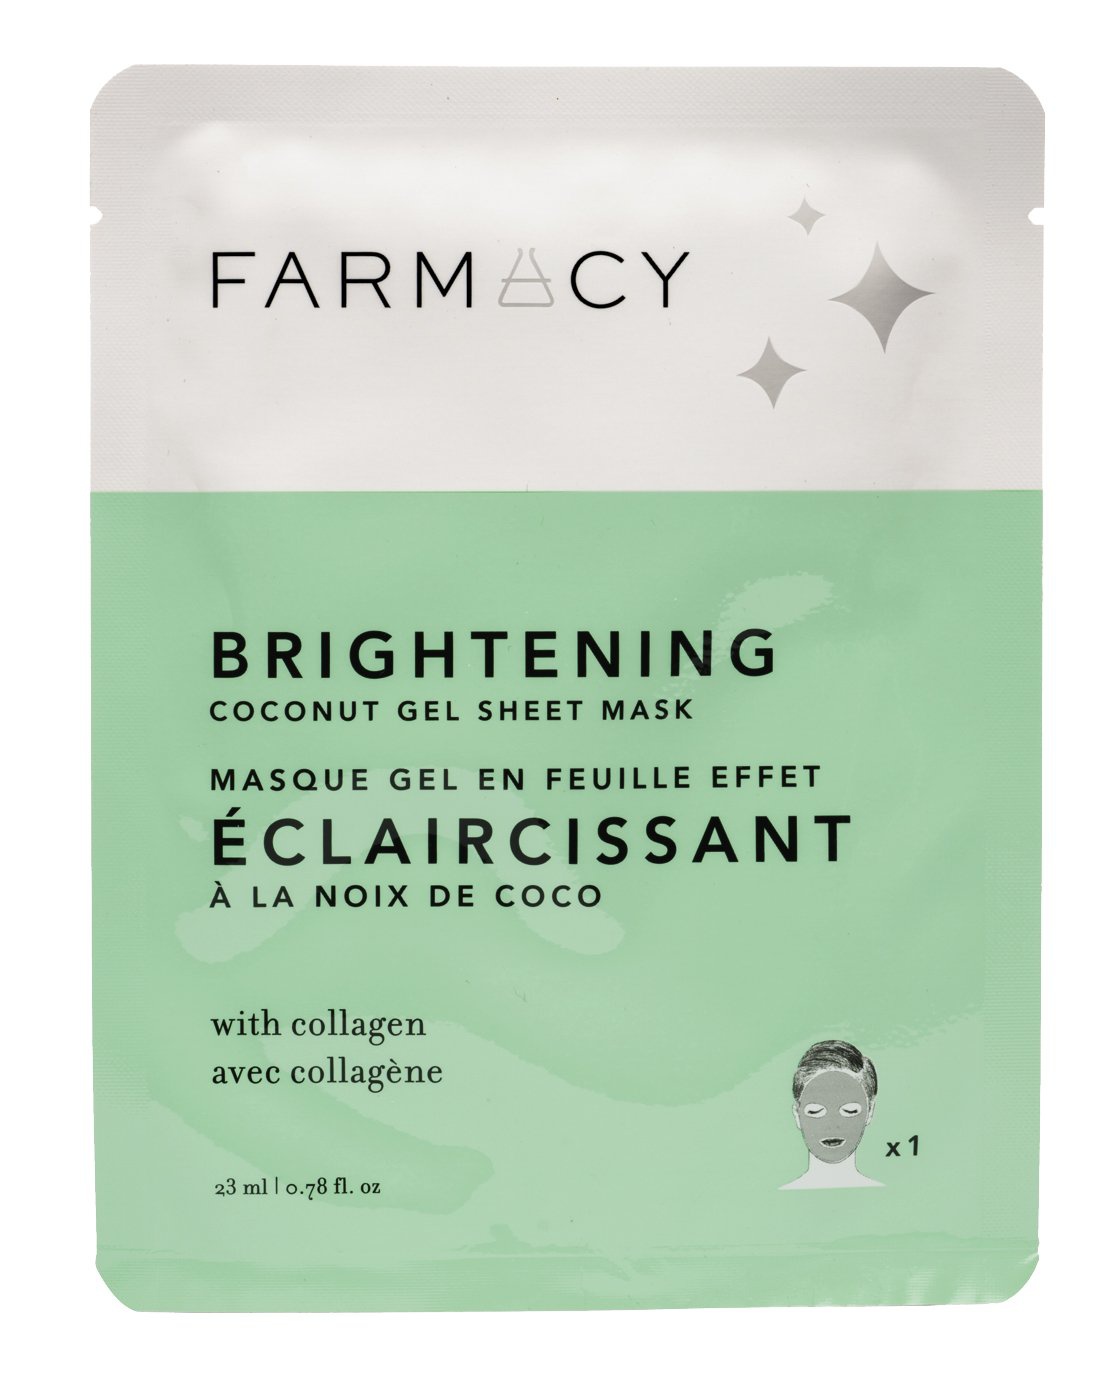 FARMACY
BRIGHTENING
COCONUT GEL SHEET MASK
MASQUE GEL EN FEUILLE EFFET
ÉCLAIRCISSANT
À LA NOIX DE COCO
with collagen
avec collagène
x1
23 ml | 0.78 fl. oz